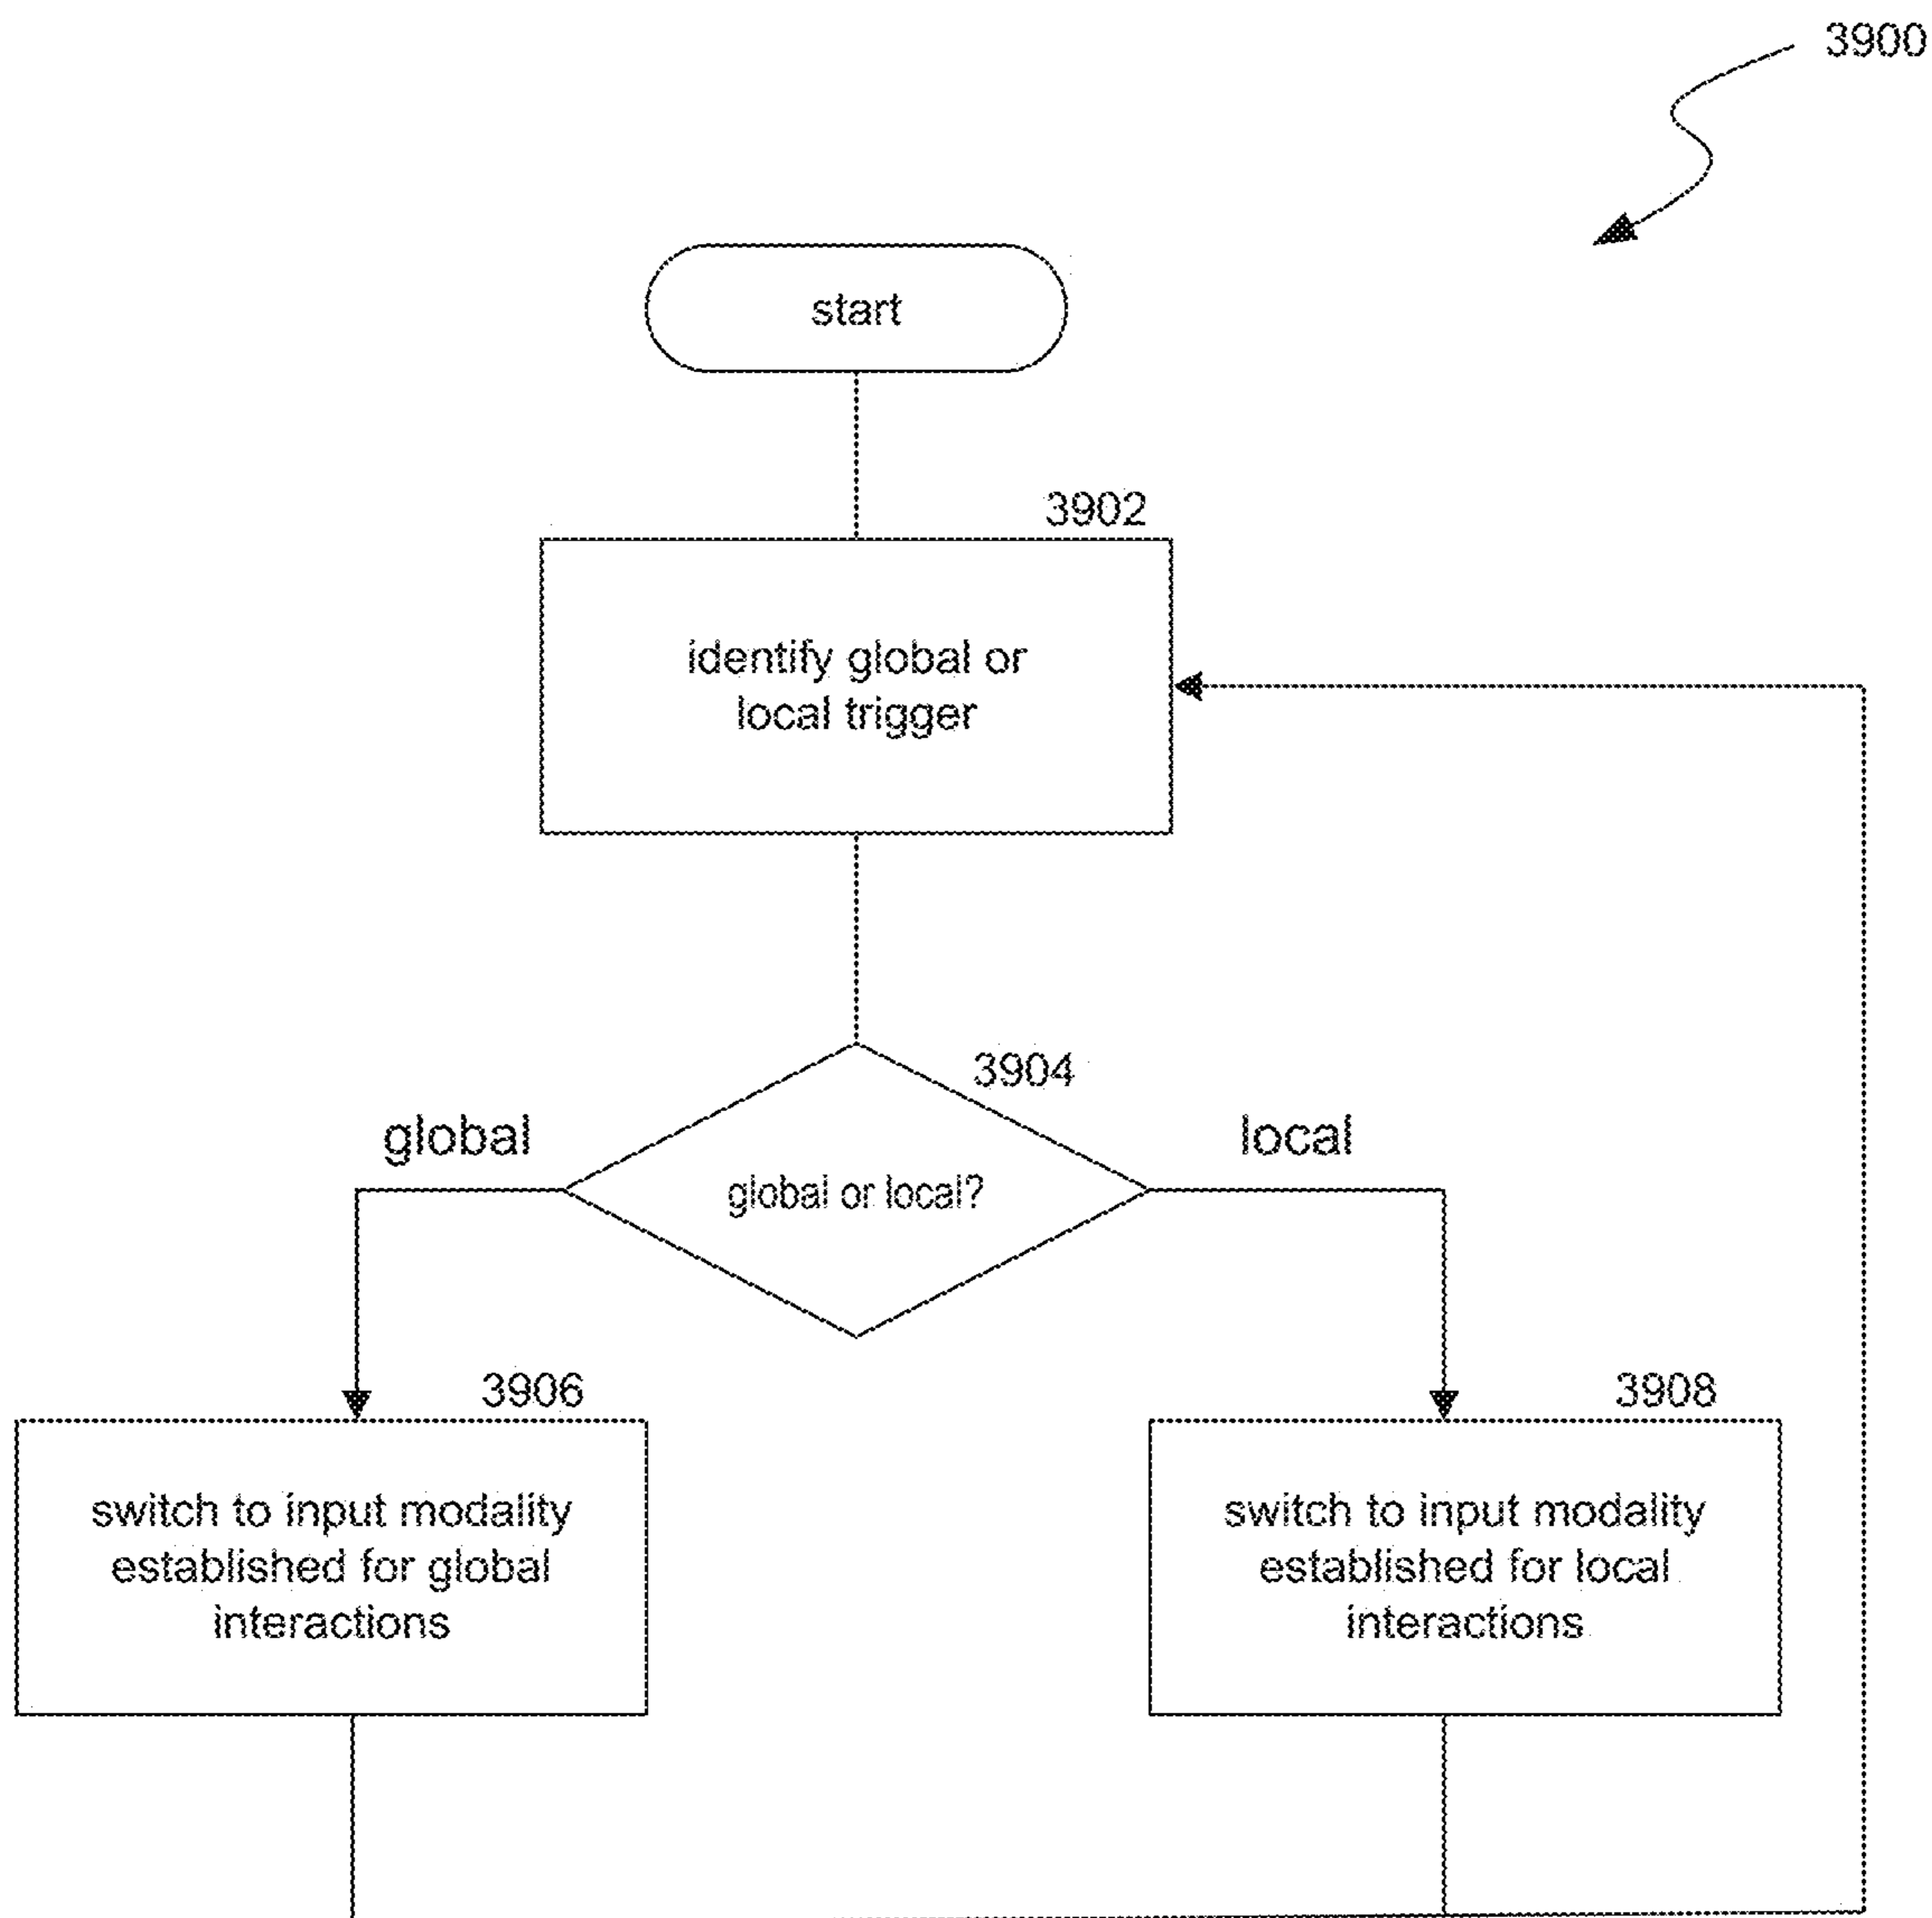 3900
start
3902
identify global or
local trigger
3904
global
local
global or local?
3906
switch to input modality
established for global
interactions
3908
switch to input modality
established for local
interactions